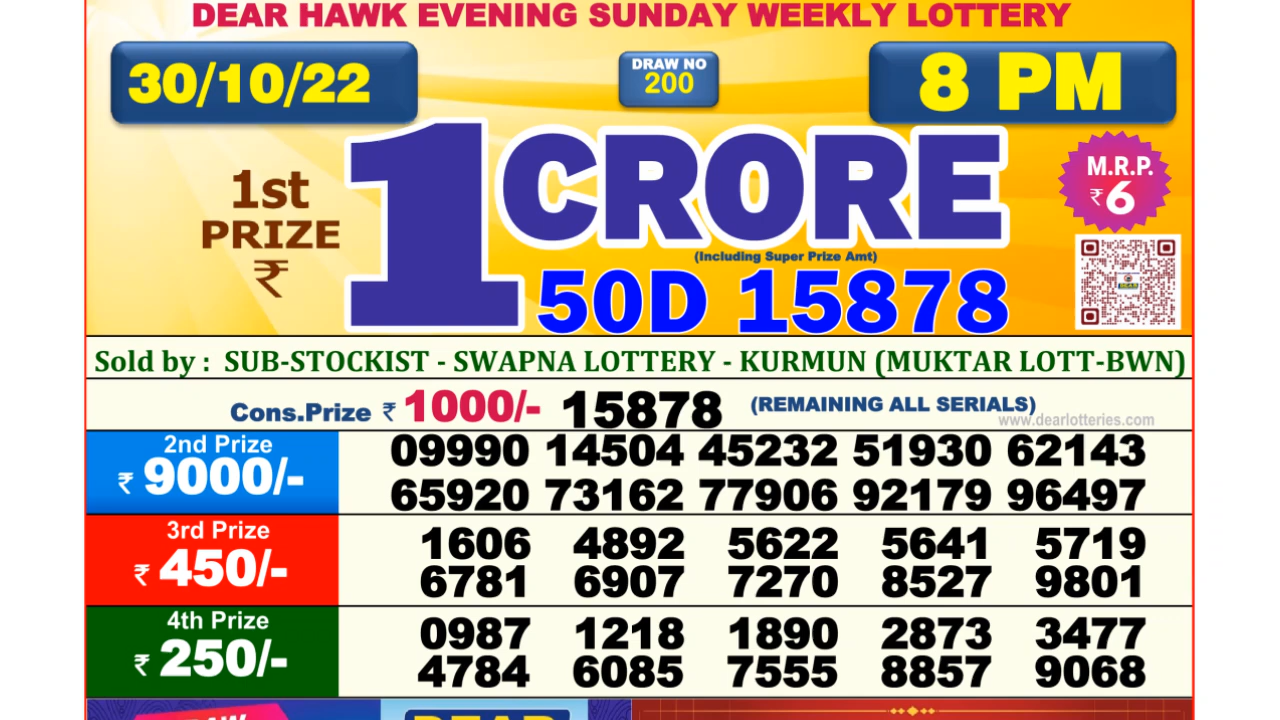 DEAR HAWK EVENING SUNDAY WEEKLY LOTTERY
30/10/22
DRAW NO
200
8 PM
1st
PRIZE
₹
1 CRORE
(Including Super Prize Amt)
50D 15878
M.R.P.
₹ 6
Sold by : SUB-STOCKIST - SWAPNA LOTTERY - KURMUN (MUKTAR LOTT-BWN)
Cons.Prize ₹ 1000/- 15878 (REMAINING ALL SERIALS)
www.dearlotteries.com
2nd Prize
₹ 9000/-
09990 14504 45232 51930 62143
65920 73162 77906 92179 96497
3rd Prize
₹ 450/-
1606 4892 5622 5641 5719
6781 6907 7270 8527 9801
4th Prize
₹ 250/-
0987 1218 1890 2873 3477
4784 6085 7555 8857 9068
DEAR